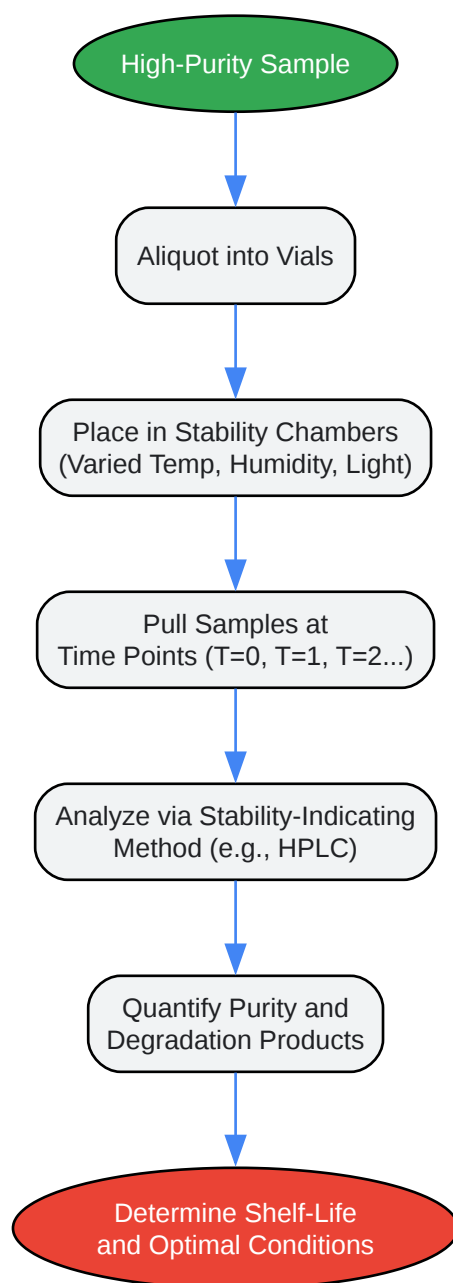 High-Purity Sample
Aliquot into Vials
Place in Stability Chambers
(Varied Temp, Humidity, Light)
Pull Samples at
Time Points (T=0, T=1, T=2...)
Analyze via Stability-Indicating
Method (e.g., HPLC)
Quantify Purity and
Degradation Products
Determine Shelf-Life
and Optimal Conditions